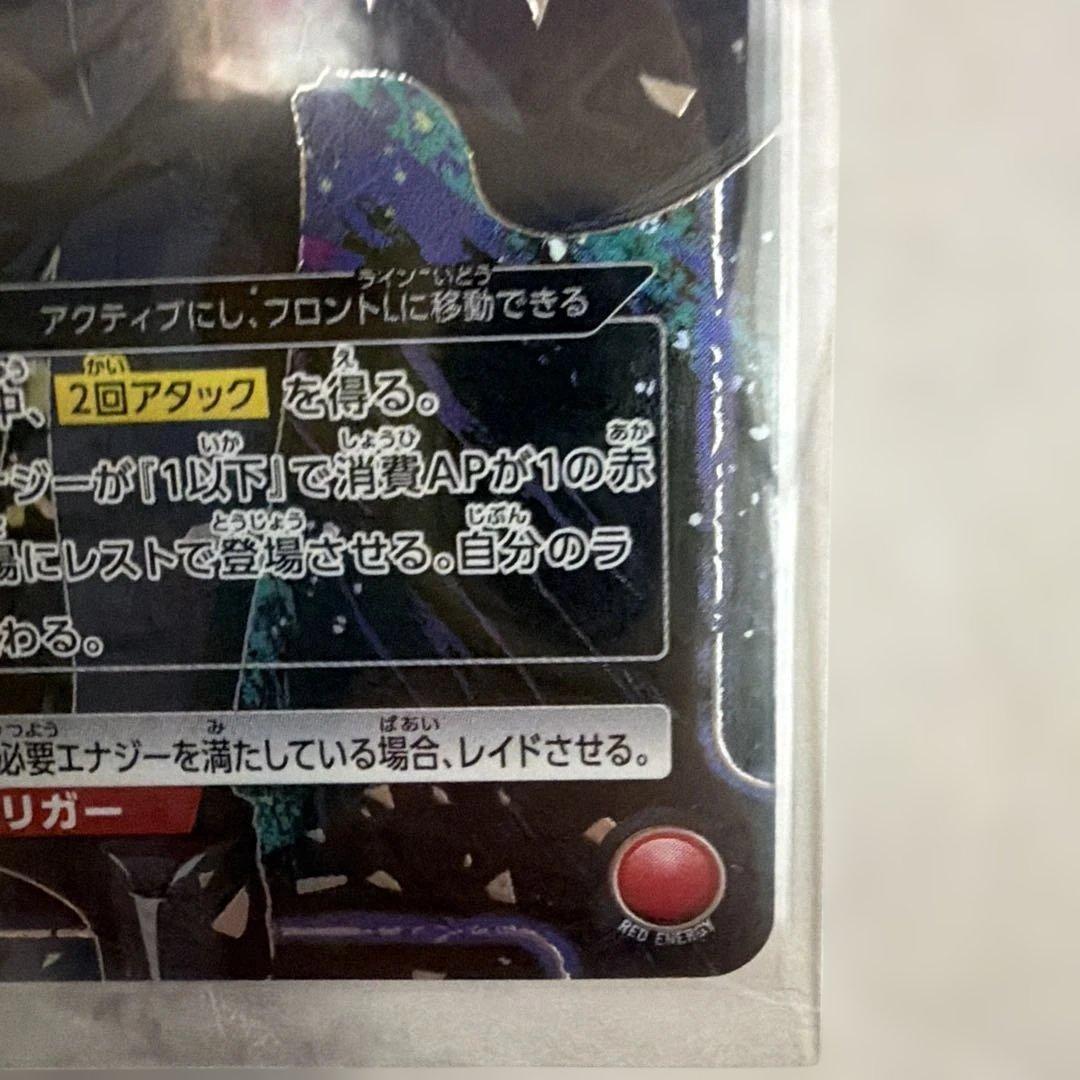 ライン いどう
アクティブにし、フロントLに移動できる
かい え
2回アタック を得る。
いか しょうひ あか
ジーが『1以下』で消費APが1の赤
とうじょう じぶん
場にレストで登場させる。自分のラ
わる。
つよう み ばあい
必要エナジーを満たしている場合、レイドさせる。
リガー
RED ENERGY